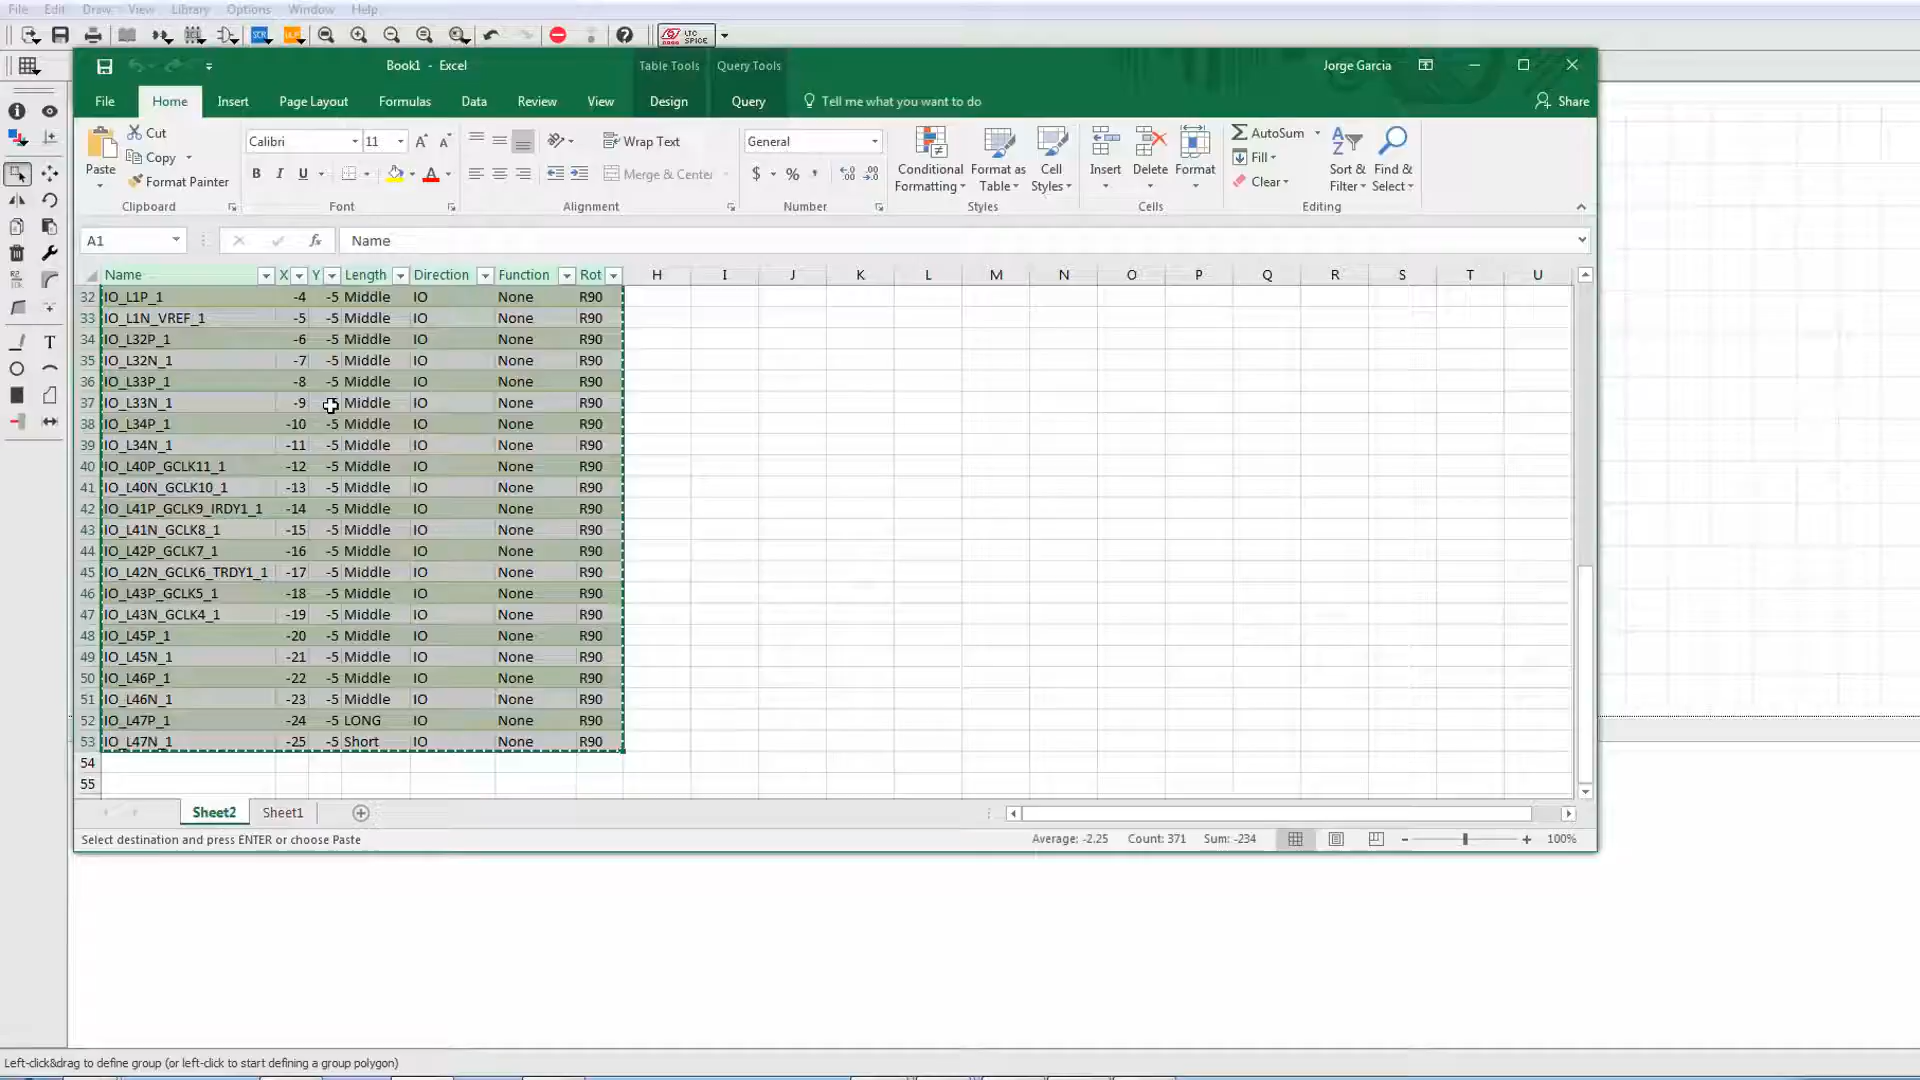 File Edit Draw View Library Options Window Help
SCR ULP LTC SPICE
Book1 - Excel Table Tools Query Tools Jorge Garcia
File Home Insert Page Layout Formulas Data Review View Design Query Tell me what you want to do Share
Paste Cut Calibri 11 Wrap Text General Conditional Formatting Format as Table Cell Styles Insert Delete Format AutoSum Sort & Filter Find & Select
Copy Fill
Format Painter B I U A Merge & Center $ % , Clear
Clipboard Font Alignment Number Styles Cells Editing
A1 fx Name
Name X Y Length Direction Function Rot H I J K L M N O P Q R S T U
32 IO_L1P_1 -4 -5 Middle IO None R90
33 IO_L1N_VREF_1 -5 -5 Middle IO None R90
34 IO_L32P_1 -6 -5 Middle IO None R90
35 IO_L32N_1 -7 -5 Middle IO None R90
36 IO_L33P_1 -8 -5 Middle IO None R90
37 IO_L33N_1 -9 Middle IO None R90
38 IO_L34P_1 -10 -5 Middle IO None R90
39 IO_L34N_1 -11 -5 Middle IO None R90
40 IO_L40P_GCLK11_1 -12 -5 Middle IO None R90
41 IO_L40N_GCLK10_1 -13 -5 Middle IO None R90
42 IO_L41P_GCLK9_IRDY1_1 -14 -5 Middle IO None R90
43 IO_L41N_GCLK8_1 -15 -5 Middle IO None R90
44 IO_L42P_GCLK7_1 -16 -5 Middle IO None R90
45 IO_L42N_GCLK6_TRDY1_1 -17 -5 Middle IO None R90
46 IO_L43P_GCLK5_1 -18 -5 Middle IO None R90
47 IO_L43N_GCLK4_1 -19 -5 Middle IO None R90
48 IO_L45P_1 -20 -5 Middle IO None R90
49 IO_L45N_1 -21 -5 Middle IO None R90
50 IO_L46P_1 -22 -5 Middle IO None R90
51 IO_L46N_1 -23 -5 Middle IO None R90
52 IO_L47P_1 -24 -5 LONG IO None R90
53 IO_L47N_1 -25 -5 Short IO None R90
54
55
Sheet2 Sheet1
Select destination and press ENTER or choose Paste Average: -2.25 Count: 371 Sum: -234 100%
Left-click&drag to define group (or left-click to start defining a group polygon)